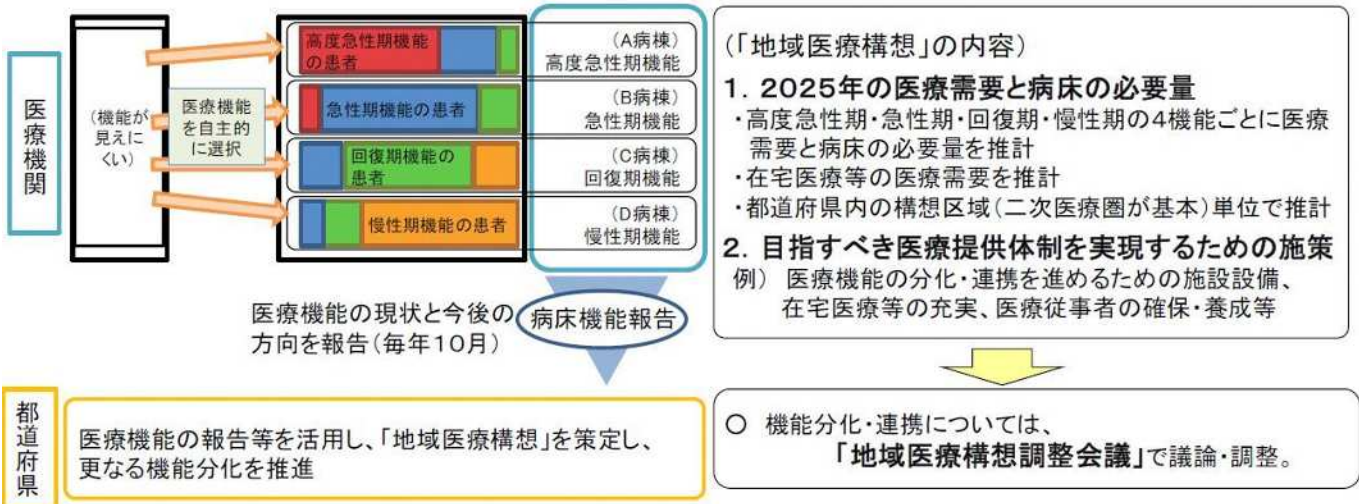 医療機関
(機能が
見えに
くい)
医療機能
を自主的
に選択
高度急性期機能
の患者
急性期機能の患者
回復期機能の
患者
慢性期機能の患者
(A病棟)
高度急性期機能
(B病棟)
急性期機能
(C病棟)
回復期機能
(D病棟)
慢性期機能
医療機能の現状と今後の
方向を報告(毎年10月)
病床機能報告
都道府県
医療機能の報告等を活用し、「地域医療構想」を策定し、
更なる機能分化を推進
(「地域医療構想」の内容)
1. 2025年の医療需要と病床の必要量
・高度急性期・急性期・回復期・慢性期の4機能ごとに医療
需要と病床の必要量を推計
・在宅医療等の医療需要を推計
・都道府県内の構想区域(二次医療圏が基本)単位で推計
2. 目指すべき医療提供体制を実現するための施策
例) 医療機能の分化・連携を進めるための施設設備、
在宅医療等の充実、医療従事者の確保・養成等
○ 機能分化・連携については、
「地域医療構想調整会議」で議論・調整。